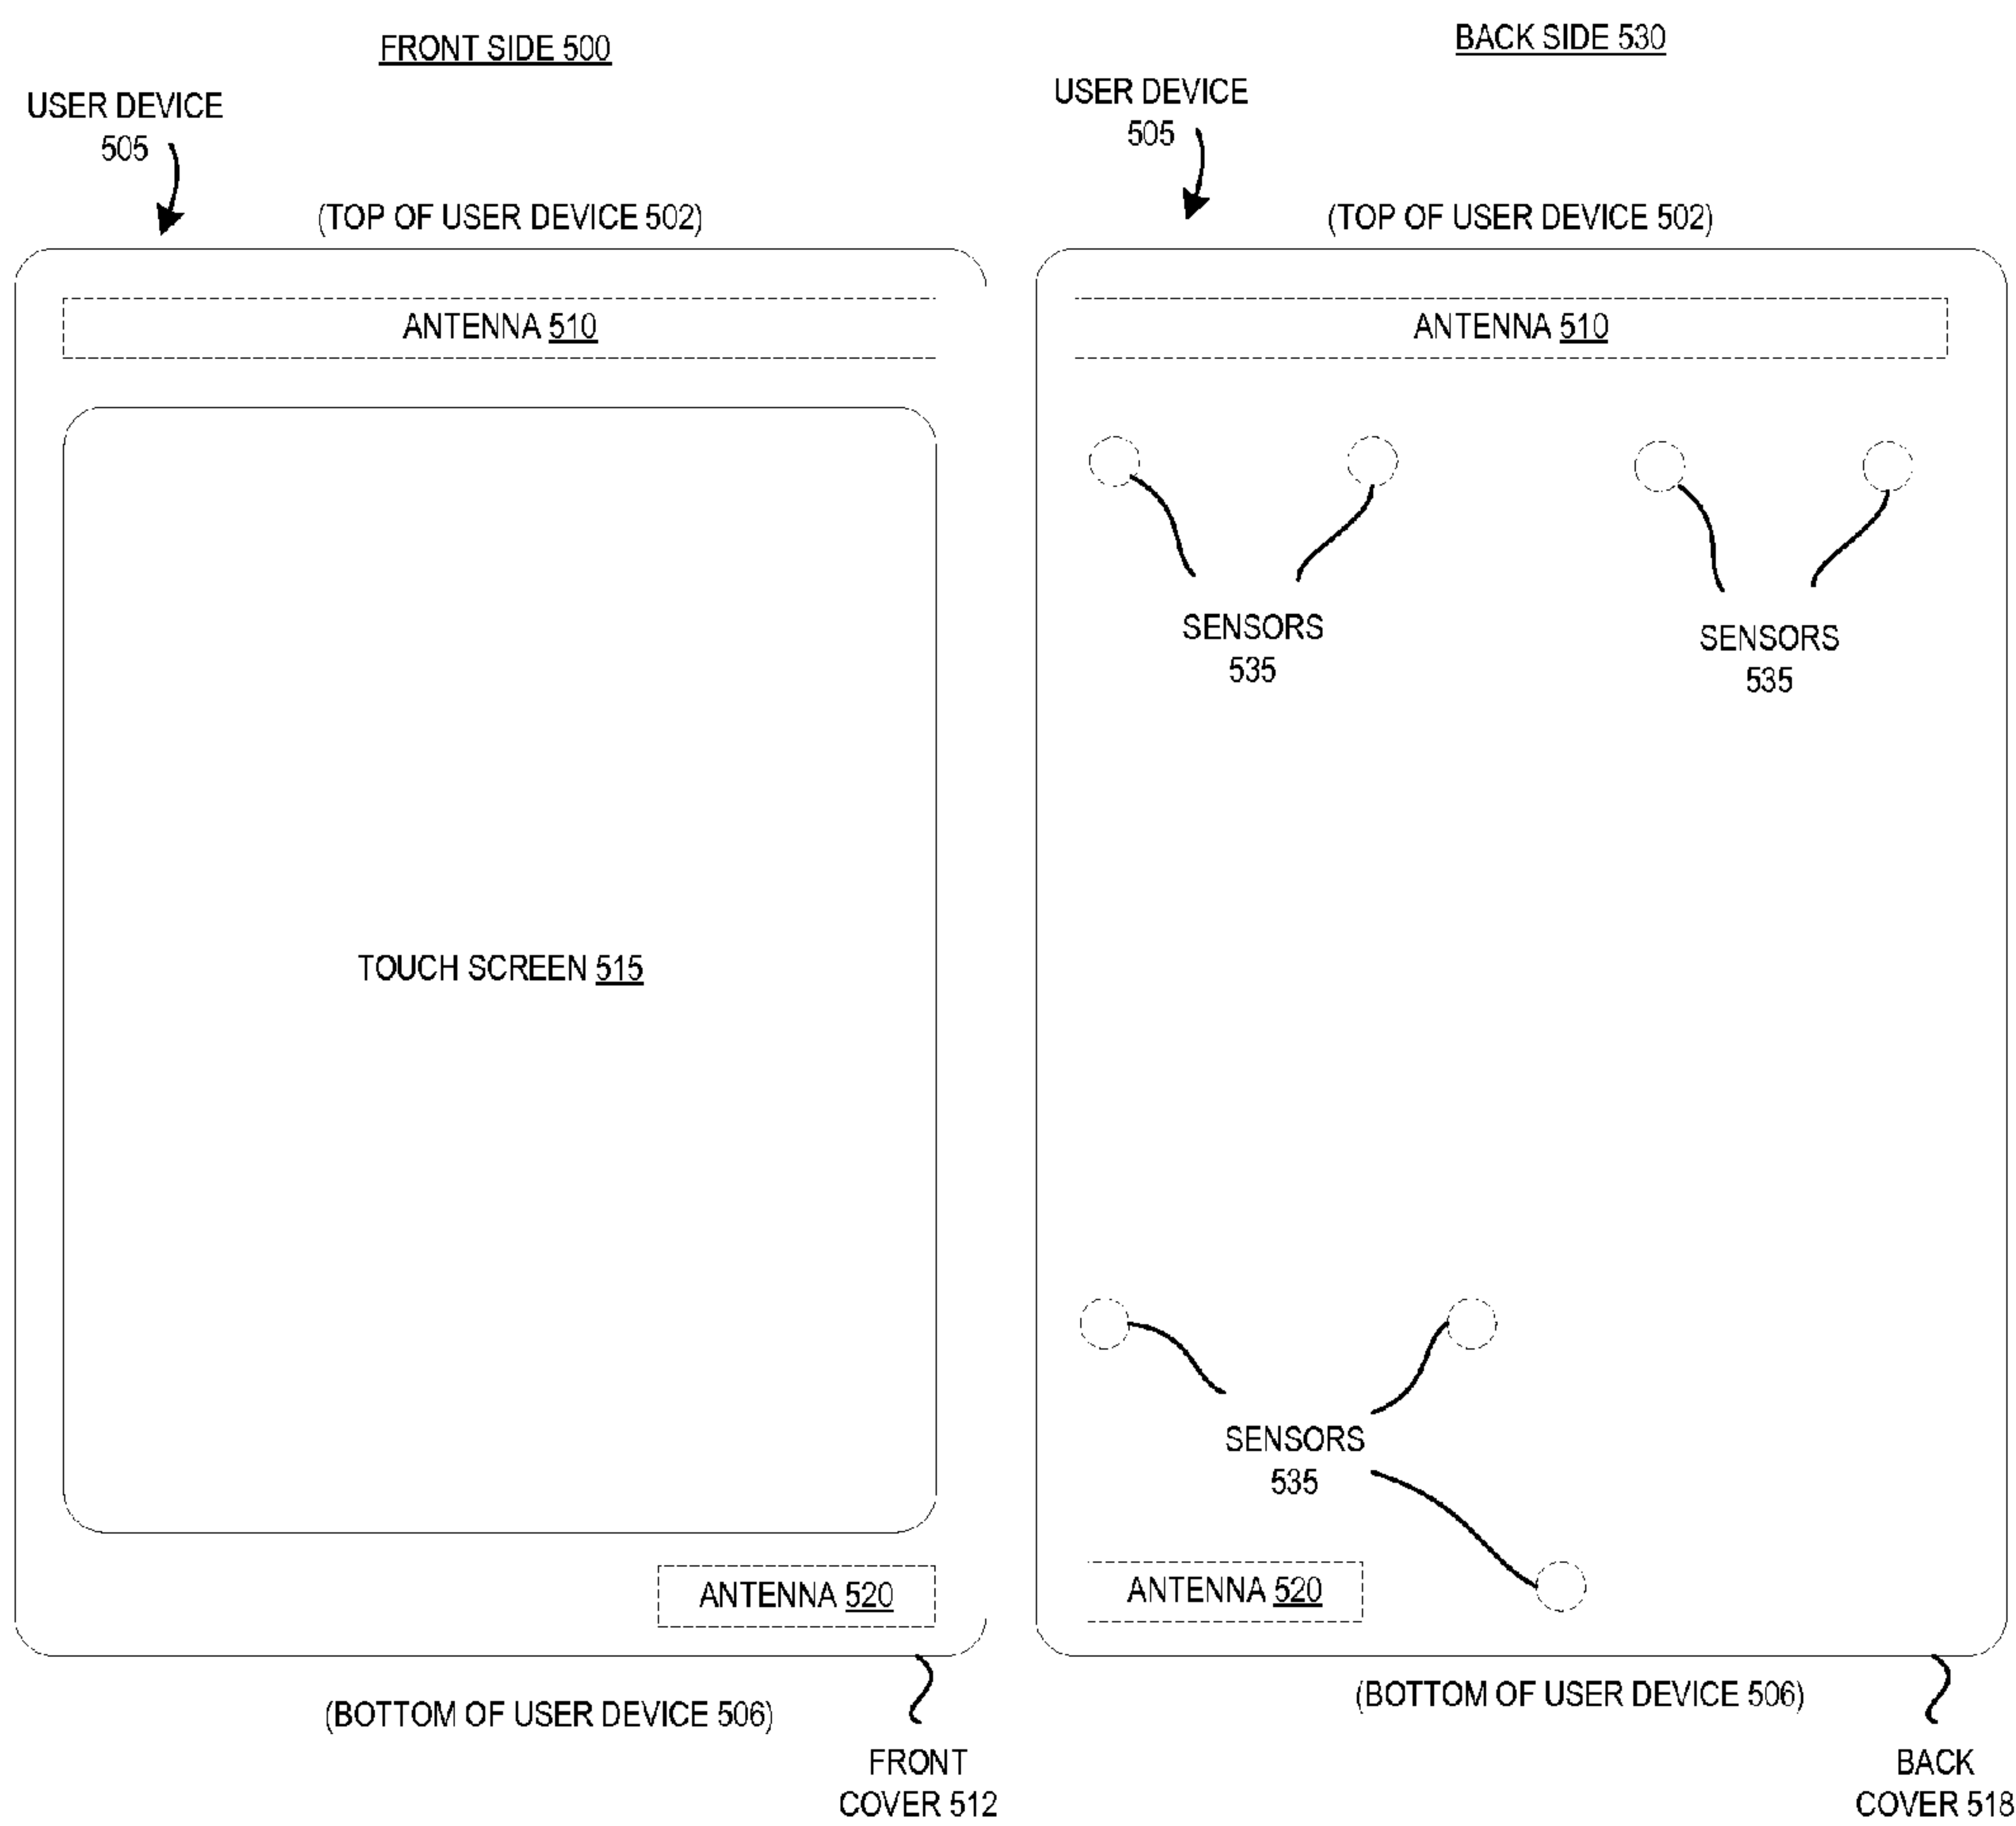 FRONT SIDE 500
USER DEVICE
505
(TOP OF USER DEVICE 502)
ANTENNA 510
TOUCH SCREEN 515
ANTENNA 520
(BOTTOM OF USER DEVICE 506)
FRONT
COVER 512
BACK SIDE 530
USER DEVICE
505
(TOP OF USER DEVICE 502)
ANTENNA 510
SENSORS
535
SENSORS
535
SENSORS
535
ANTENNA 520
(BOTTOM OF USER DEVICE 506)
BACK
COVER 518